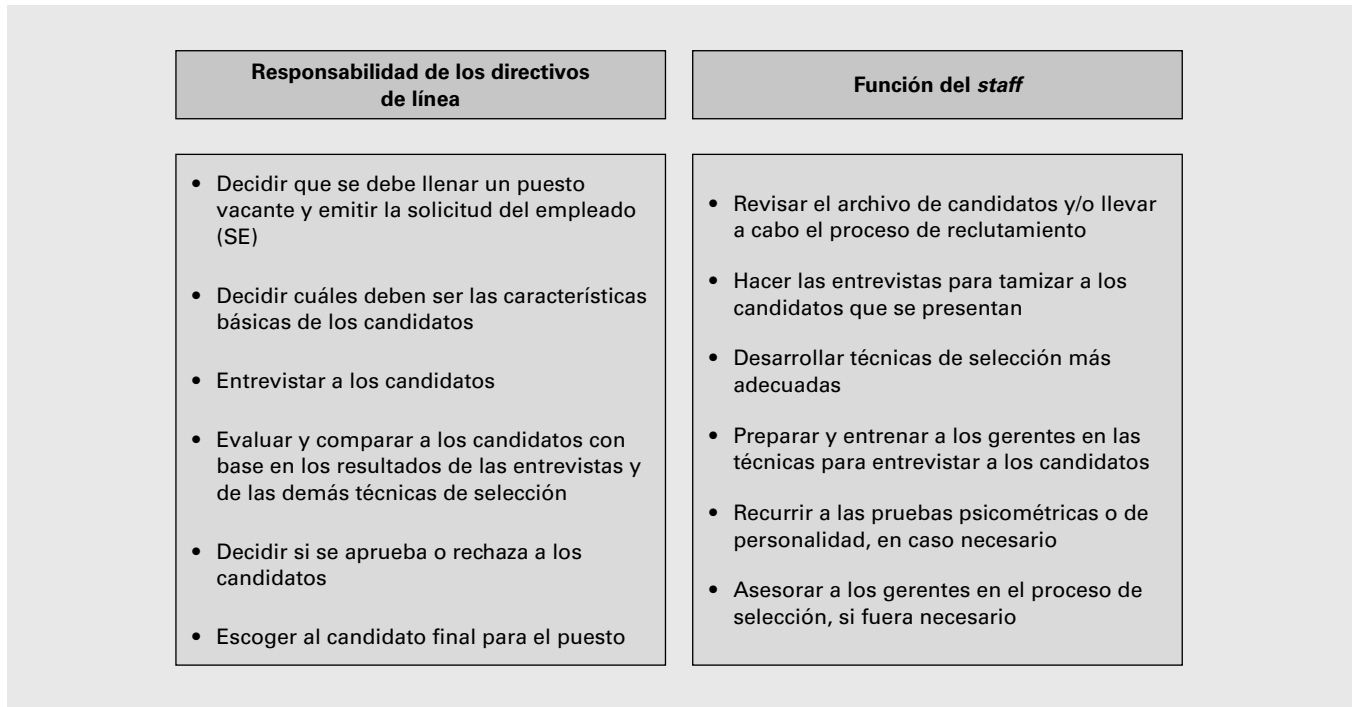 Responsabilidad de los directivos
de línea
• Decidir que se debe llenar un puesto
vacante y emitir la solicitud del empleado
(SE)
• Decidir cuáles deben ser las características
básicas de los candidatos
• Entrevistar a los candidatos
• Evaluar y comparar a los candidatos con
base en los resultados de las entrevistas y
de las demás técnicas de selección
• Decidir si se aprueba o rechaza a los
candidatos
• Escoger al candidato final para el puesto
Función del staff
• Revisar el archivo de candidatos y/o llevar
a cabo el proceso de reclutamiento
• Hacer las entrevistas para tamizar a los
candidatos que se presentan
• Desarrollar técnicas de selección más
adecuadas
• Preparar y entrenar a los gerentes en las
técnicas para entrevistar a los candidatos
• Recurrir a las pruebas psicométricas o de
personalidad, en caso necesario
• Asesorar a los gerentes en el proceso de
selección, si fuera necesario